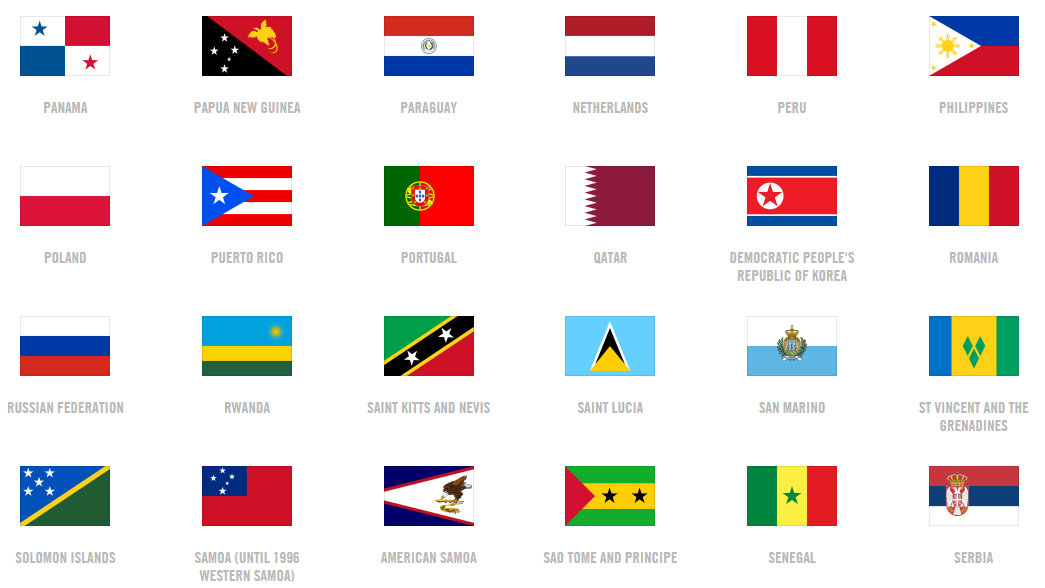 PANAMA
PAPUA NEW GUINEA
PARAGUAY
NETHERLANDS
PERU
PHILIPPINES
POLAND
PUERTO RICO
PORTUGAL
QATAR
DEMOCRATIC PEOPLE'S
REPUBLIC OF KOREA
ROMANIA
RUSSIAN FEDERATION
RWANDA
SAINT KITTS AND NEVIS
SAINT LUCIA
SAN MARINO
ST VINCENT AND THE
GRENADINES
SOLOMON ISLANDS
SAMOA (UNTIL 1996
WESTERN SAMOA)
AMERICAN SAMOA
SAO TOME AND PRINCIPE
SENEGAL
SERBIA